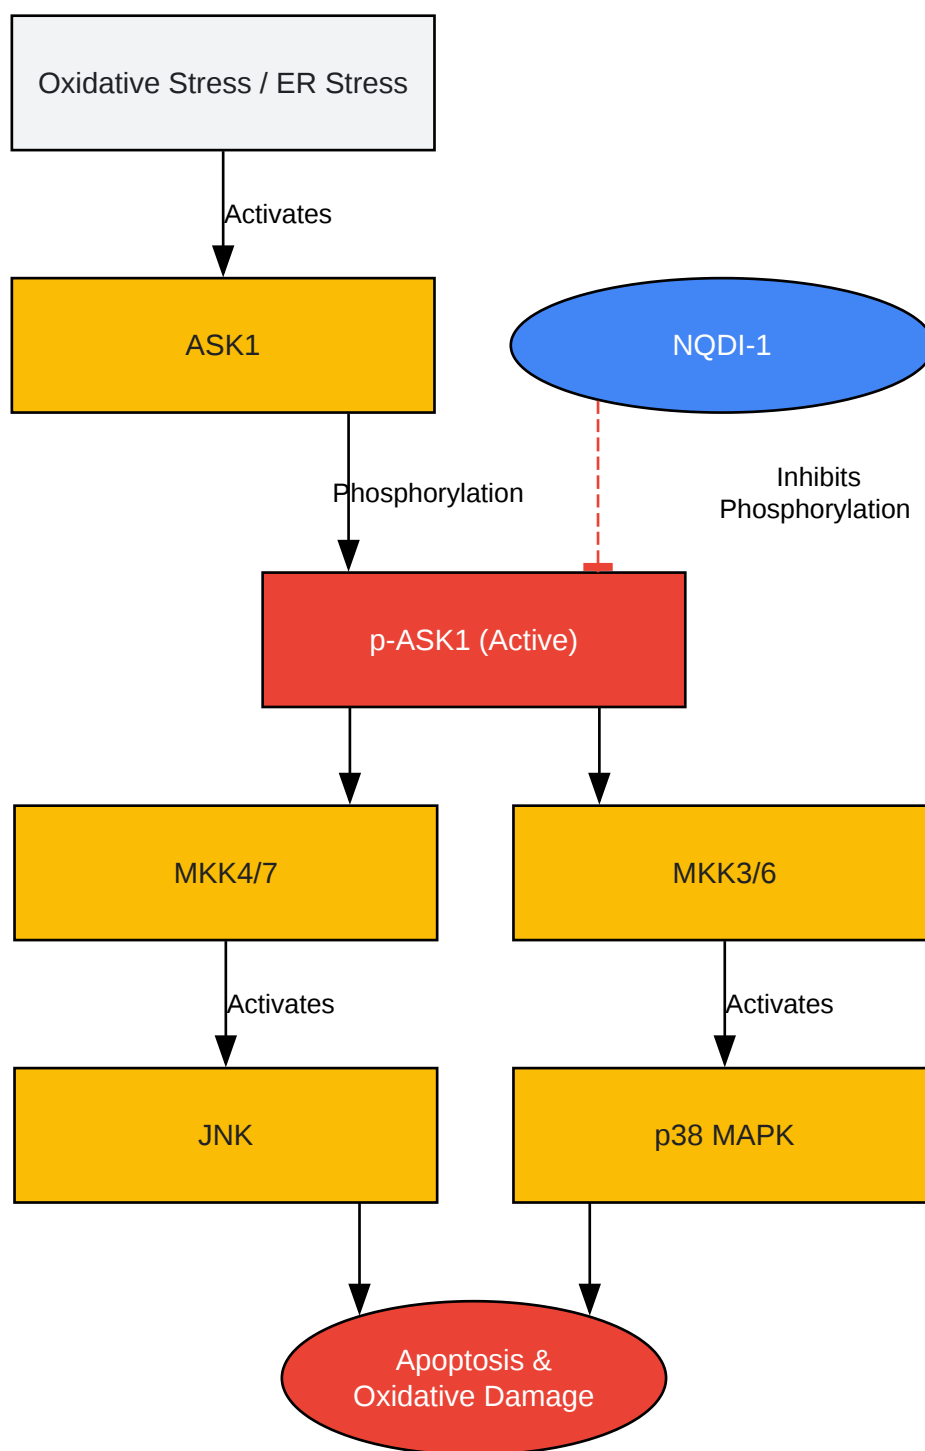 Oxidative Stress / ER Stress
Activates
ASK1
NQDI-1
Phosphorylation
Inhibits
Phosphorylation
p-ASK1 (Active)
MKK4/7
MKK3/6
Activates
Activates
JNK
p38 MAPK
Apoptosis &
Oxidative Damage